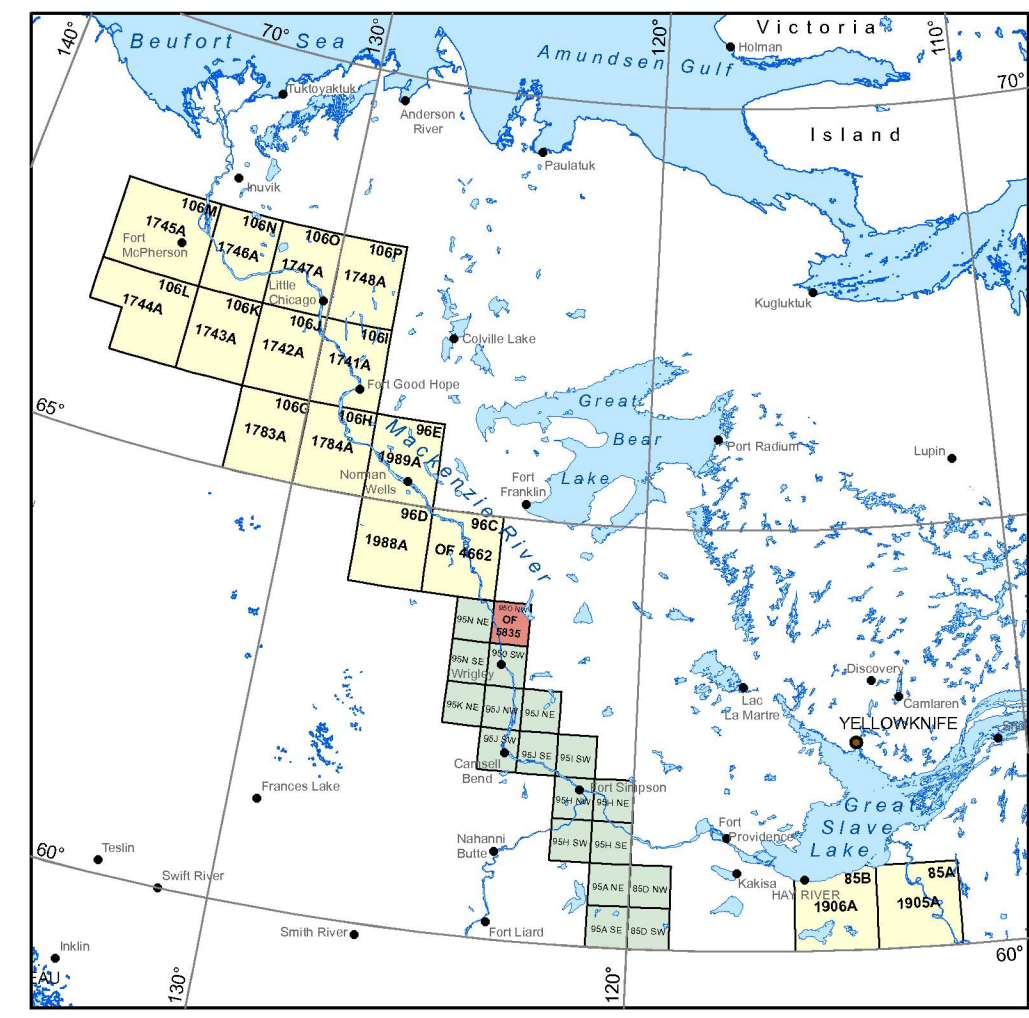 140°
Beufort Sea
70°
130°
120°
Victoria
110°
Holman
Amundsen Gulf
70°
Tuktoyaktuk
Anderson
River
Island
Paulatuk
Inuvik
106M
1745A
Fort
McPherson
106N
1746A
106O
1747A
106P
1748A
Little
Chicago
Kugluktuk
106L
1744A
106K
1743A
106J
1742A
106I
1741A
Colville Lake
Fort Good Hope
65°
106G
1783A
106H
1784A
96E
1989A
Great
Bear
Lake
Port Radium
Lupin
Mackenzie River
Norman
Wells
Fort
Franklin
96D
1988A
96C
OF 4662
95N NE
95O NW
OF
5835
95N SE
95O SW
Wrigley
95K NE
95J NW
95J NE
Discovery
Lac
La Martre
Camlaren
YELLOWKNIFE
95J SW
95J SE
95I SW
Camsell
Bend
Frances Lake
Fort Simpson
95H NW
95H NE
Great
Slave
Lake
Fort
Providence
Nahanni
Butte
95H SW
95H SE
60°
Teslin
Swift River
95A NE
85D NW
Kakisa
HAY RIVER
85B
1906A
85A
1905A
Smith River
Fort Liard
95A SE
85D SW
Inklin
EAU
60°
130°
120°